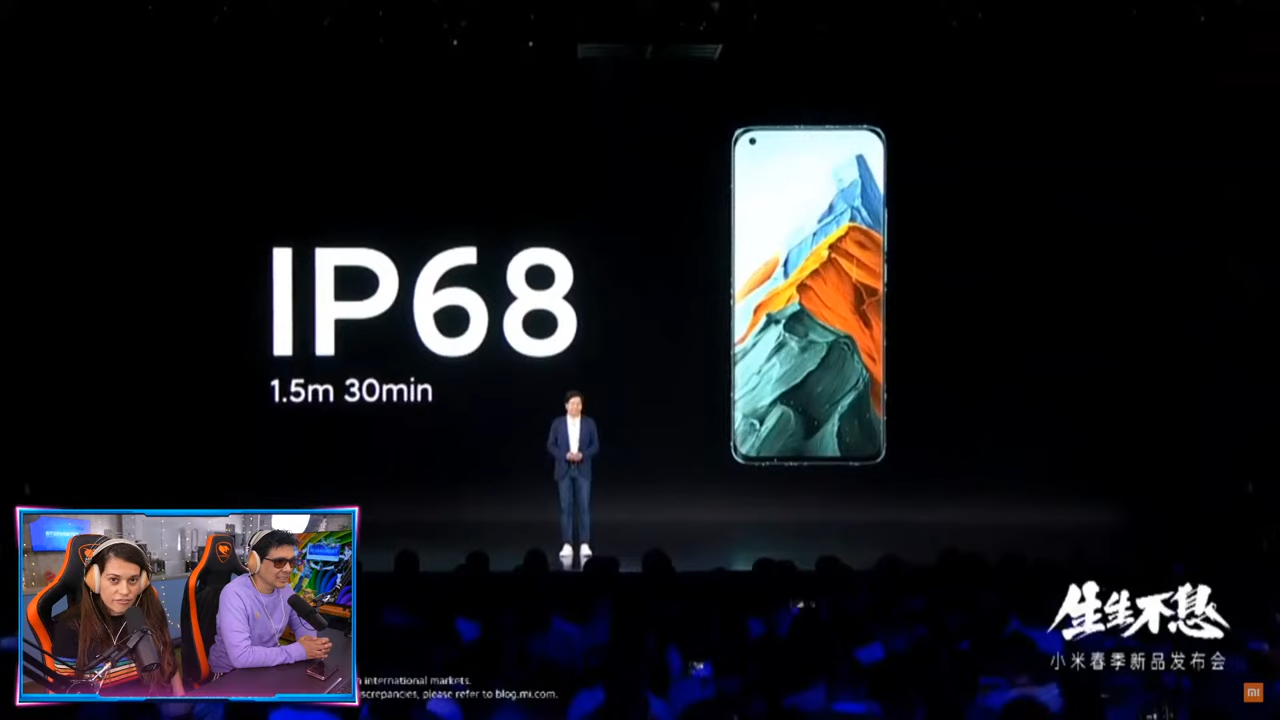 IP68
1.5m 30min
生生不息
小米春季新品发布会
international markets.
screpancies, please refer to blog.mi.com.
mi